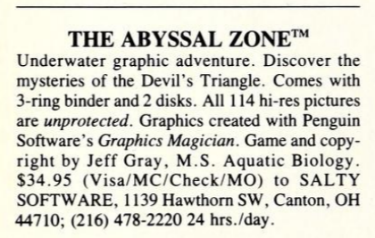 THE ABYSSAL ZONE™
Underwater graphic adventure. Discover the
mysteries of the Devil's Triangle. Comes with
3-ring binder and 2 disks. All 114 hi-res pictures
are unprotected. Graphics created with Penguin
Software's Graphics Magician. Game and copy-
right by Jeff Gray, M.S. Aquatic Biology.
$34.95 (Visa/MC/Check/MO) to SALTY
SOFTWARE, 1139 Hawthorn SW, Canton, OH
44710; (216) 478-2220 24 hrs./day.